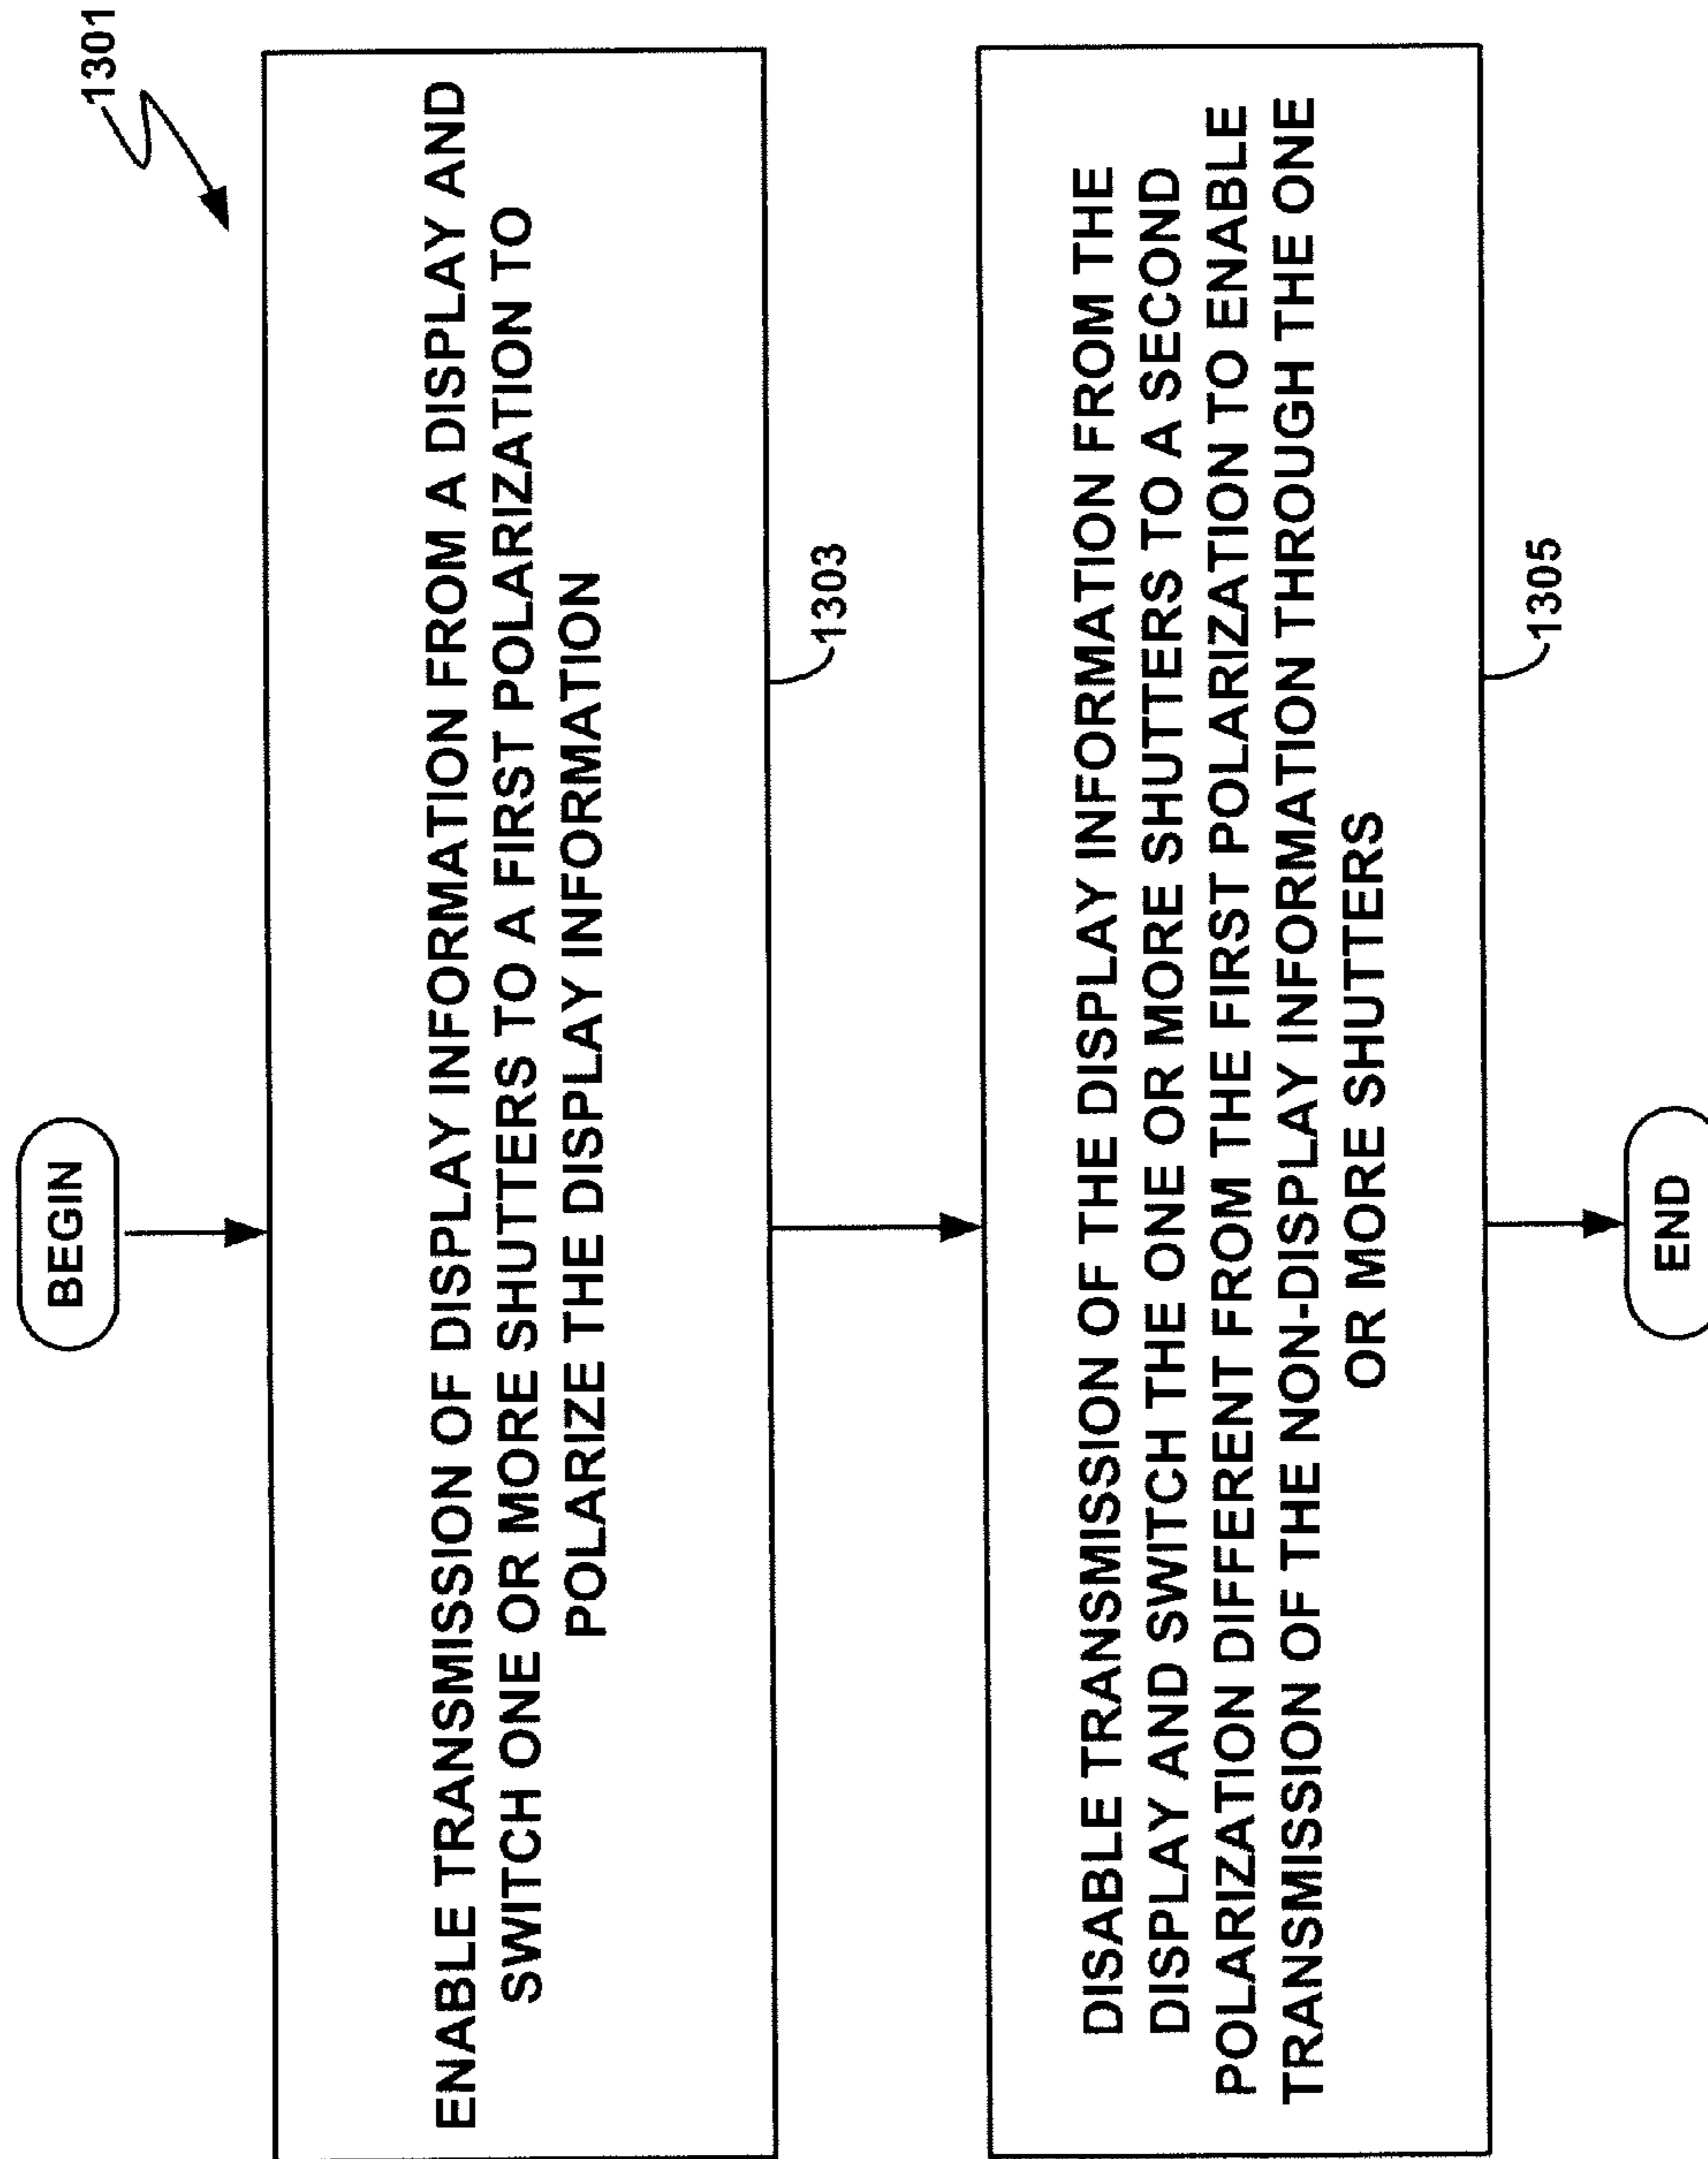 1301
BEGIN
ENABLE TRANSMISSION OF DISPLAY INFORMATION FROM A DISPLAY AND
SWITCH ONE OR MORE SHUTTERS TO A FIRST POLARIZATION TO
POLARIZE THE DISPLAY INFORMATION
1303
DISABLE TRANSMISSION OF THE DISPLAY INFORMATION FROM THE
DISPLAY AND SWITCH THE ONE OR MORE SHUTTERS TO A SECOND
POLARIZATION DIFFERENT FROM THE FIRST POLARIZATION TO ENABLE
TRANSMISSION OF THE NON-DISPLAY INFORMATION THROUGH THE ONE
OR MORE SHUTTERS
1305
END